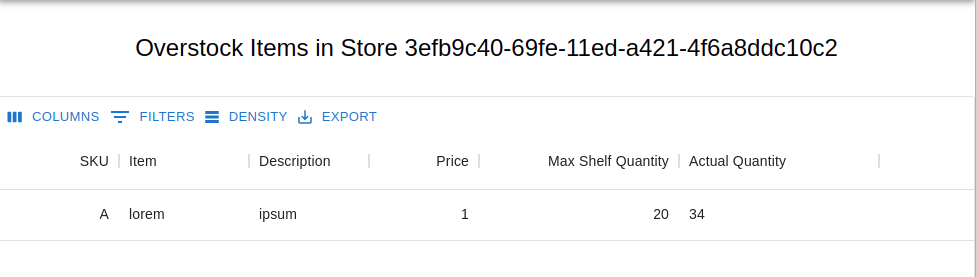 Overstock Items in Store 3efb9c40-69fe-11ed-a421-4f6a8ddc10c2
COLUMNS FILTERS DENSITY EXPORT
SKU Item Description Price Max Shelf Quantity Actual Quantity
A lorem ipsum 1 20 34